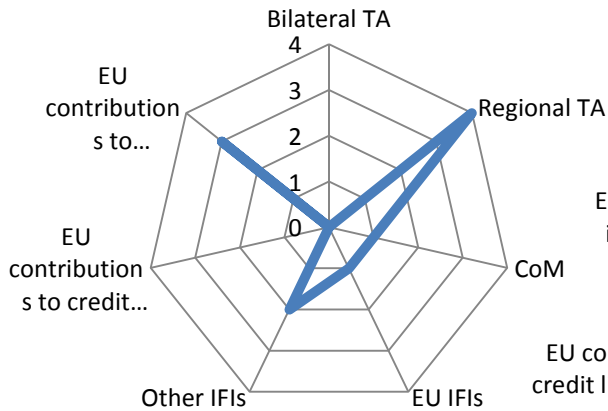 Bilateral TA
4
3
2
1
0
Regional TA
CoM
EU IFIs
Other IFIs
EU
contribution
s to credit…
EU
contribution
s to…
E
i
EU co
credit l